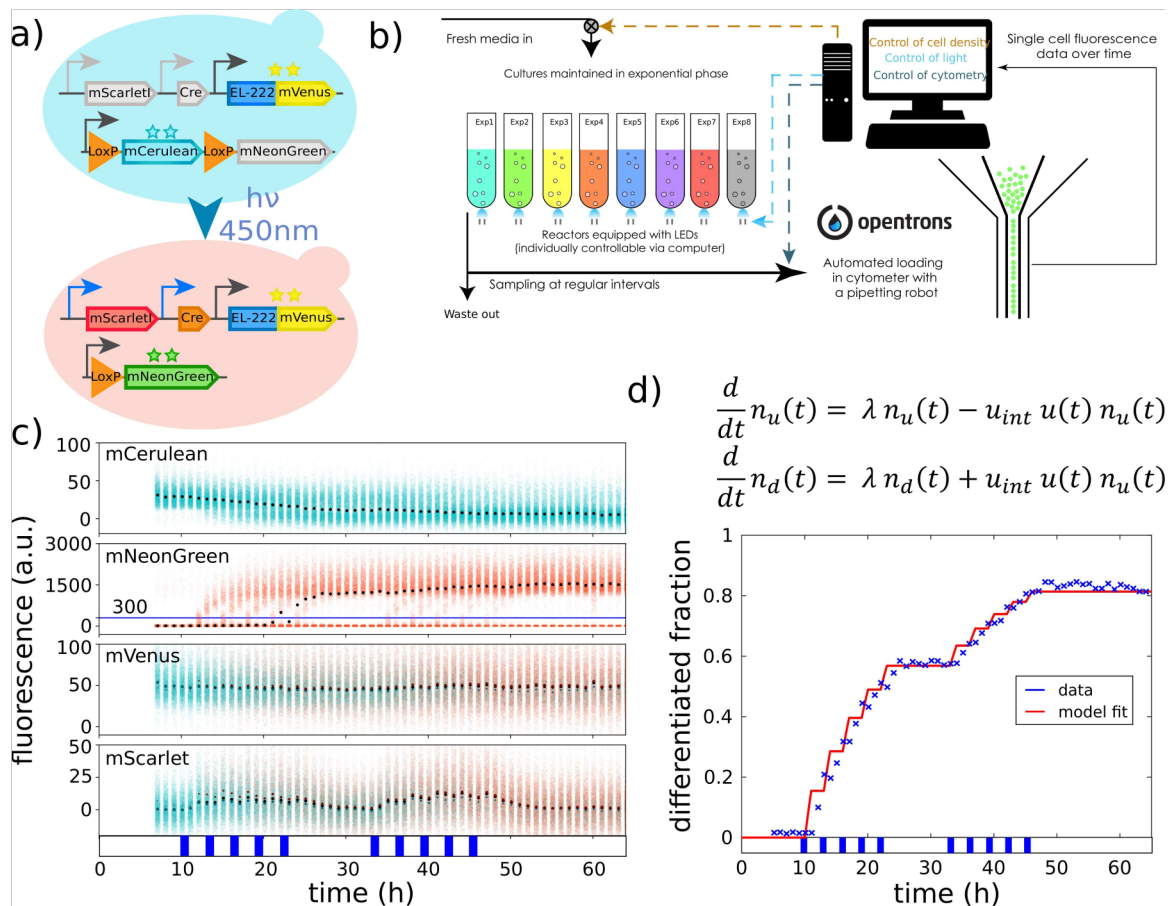 a)
mScarletI
Cre
EL-222
mVenus
LoxP
mCerulean
LoxP
mNeonGreen
hν
450nm
mScarletI
Cre
EL-222
mVenus
LoxP
mNeonGreen
b)
Fresh media in
Cultures maintained in exponential phase
Control of cell density
Control of light
Control of cytometry
Single cell fluorescence
data over time
Exp1 Exp2 Exp3 Exp4 Exp5 Exp6 Exp7 Exp8
Reactors equipped with LEDs
(individually controllable via computer)
opentrons
Sampling at regular intervals
Automated loading
in cytometer with
a pipetting robot
Waste out
c)
fluorescence (a.u.)
mCerulean
100
50
0
mNeonGreen
3000
1500
300
0
mVenus
100
50
0
mScarlet
50
25
0
0 10 20 30 40 50 60
time (h)
d)
d/dt n_u(t) = λ n_u(t) − u_int u(t) n_u(t)
d/dt n_d(t) = λ n_d(t) + u_int u(t) n_u(t)
differentiated fraction
1
0.8
0.6
0.4
0.2
0
data
model fit
0 10 20 30 40 50 60
time (h)